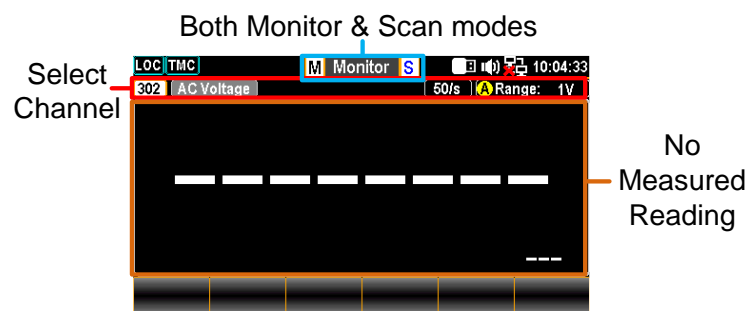 Both Monitor & Scan modes
LOC TMC M Monitor S 10:04:33
Select
Channel
302 AC Voltage 50/s A Range: 1V
No
Measured
Reading
--------
---